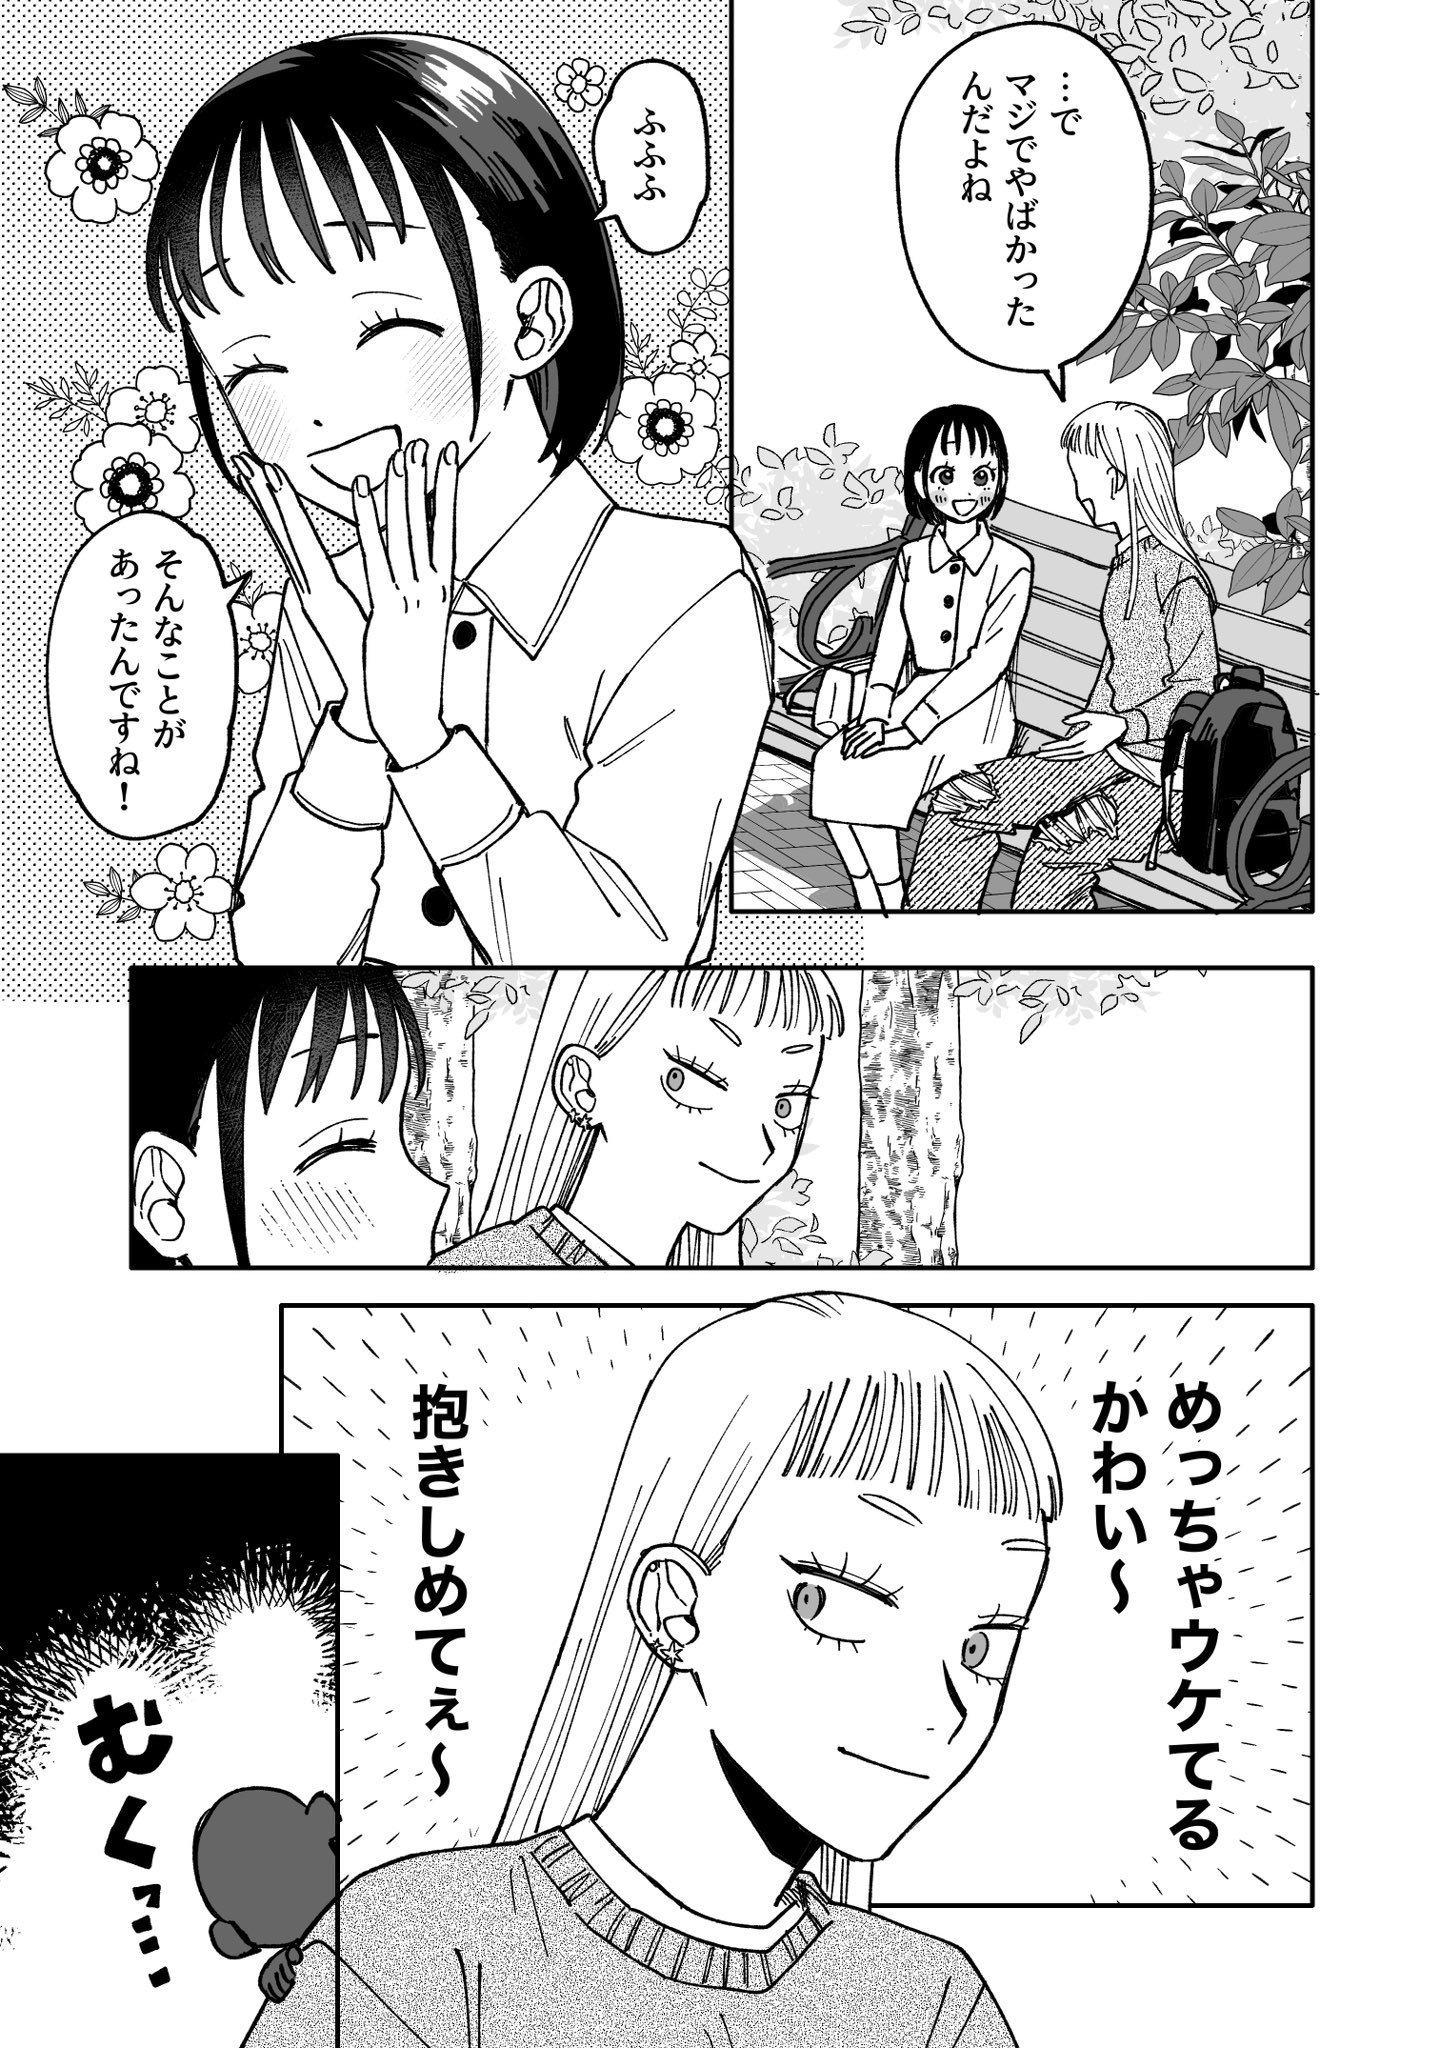 …で
マジでやばかった
んだよね
ふふふ
そんなことが
あったんですね！
めっちゃウケてる
かわい〜
抱きしめてぇ〜
むくっ…